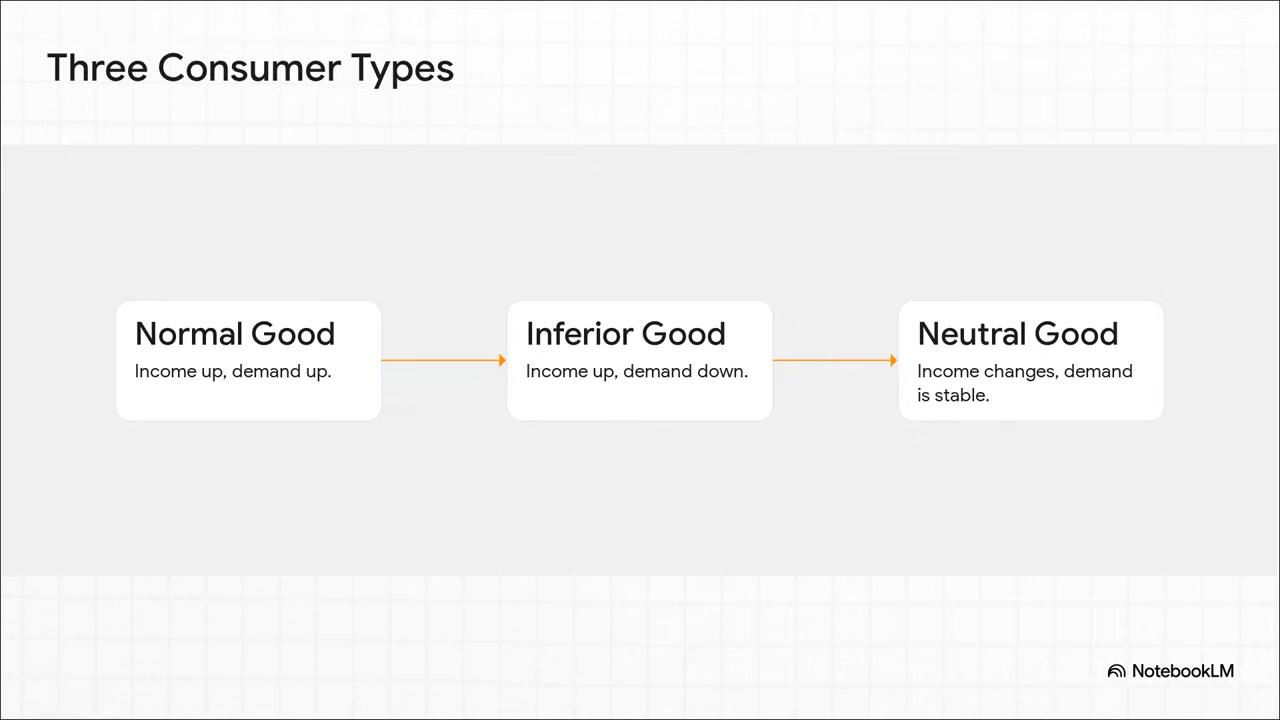 Three Consumer Types
Normal Good
Income up, demand up.
Inferior Good
Income up, demand down.
Neutral Good
Income changes, demand
is stable.
NotebookLM